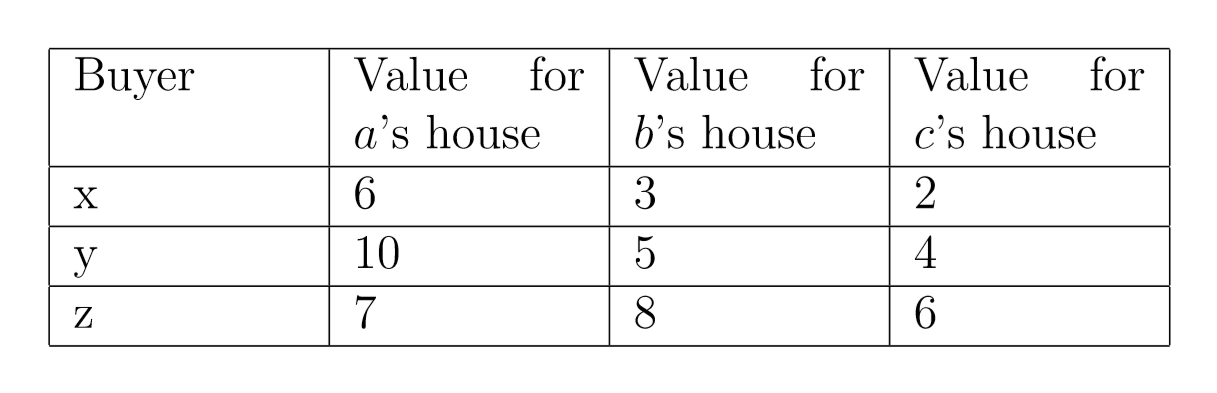 Buyer Value for Value for Value for
a's house b's house c's house
x 6 3 2
y 10 5 4
z 7 8 6